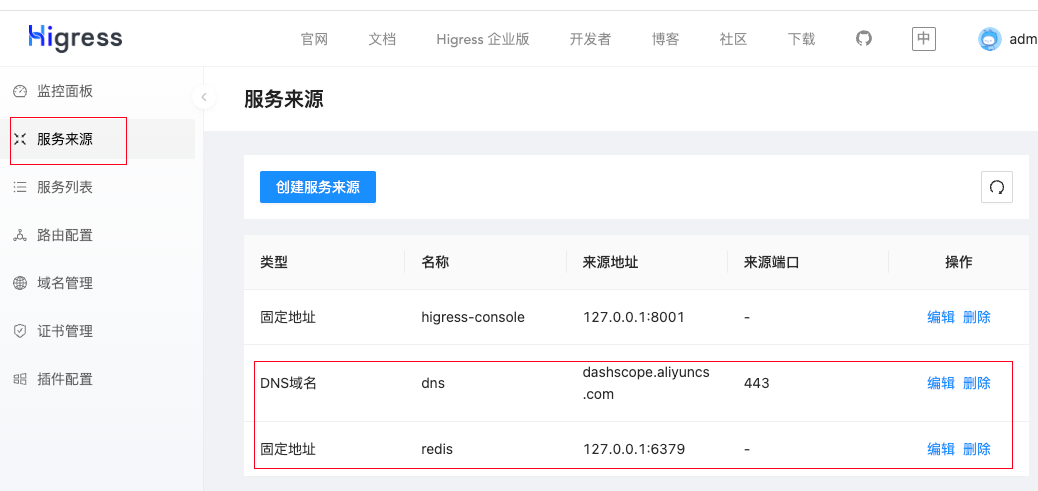 Higress
官网 文档 Higress 企业版 开发者 博客 社区 下载 中 adm
监控面板
服务来源
服务列表
路由配置
域名管理
证书管理
插件配置
服务来源
创建服务来源
类型 名称 来源地址 来源端口 操作
固定地址 higress-console 127.0.0.1:8001 - 编辑 删除
DNS域名 dns dashscope.aliyuncs 443 编辑 删除
.com
固定地址 redis 127.0.0.1:6379 - 编辑 删除